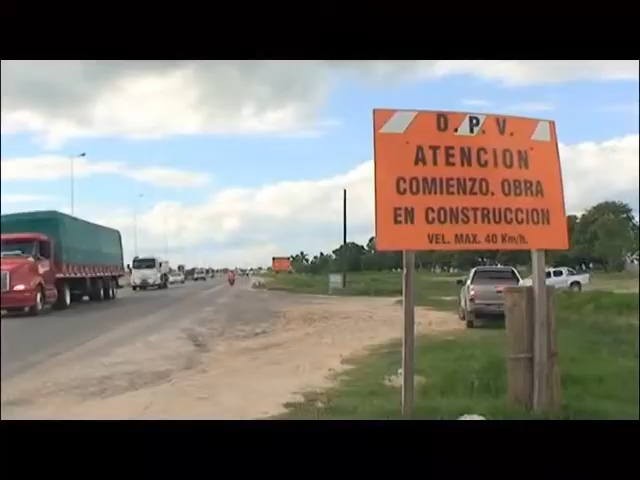 D. P. V.
ATENCION
COMIENZO. OBRA
EN CONSTRUCCION
VEL. MAX. 40 Km/h.